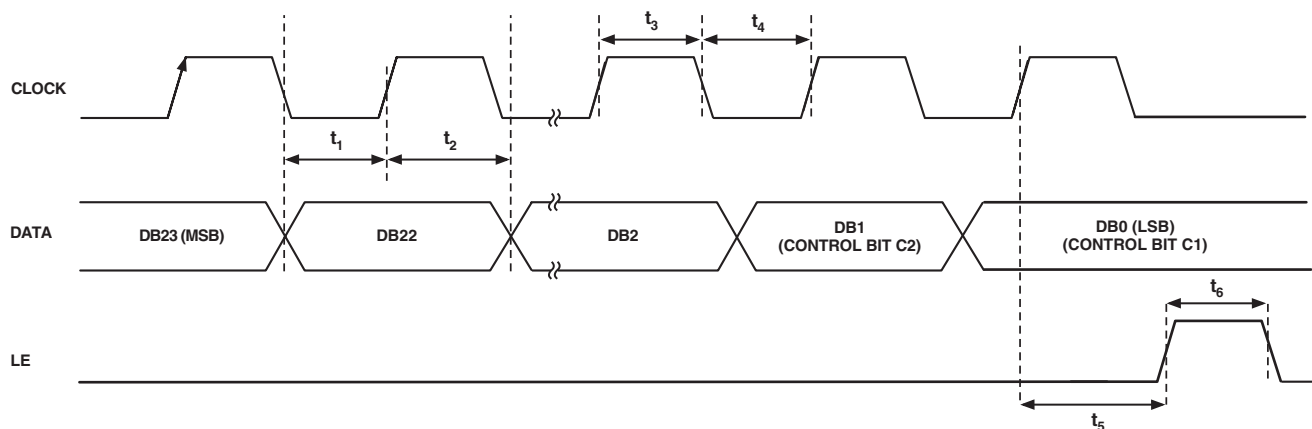 t3
t4
CLOCK
t1
t2
DATA
DB23 (MSB)
DB22
DB2
DB1
(CONTROL BIT C2)
DB0 (LSB)
(CONTROL BIT C1)
t6
LE
t5